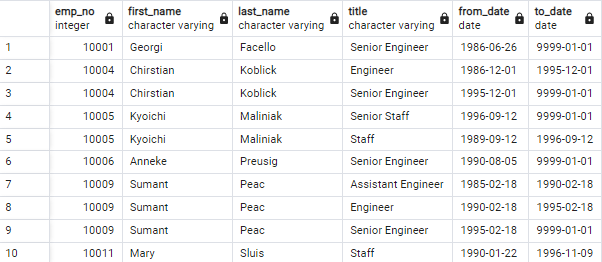 emp_no first_name last_name title from_date to_date
integer character varying character varying character varying date date
1 10001 Georgi Facello Senior Engineer 1986-06-26 9999-01-01
2 10004 Chirstian Koblick Engineer 1986-12-01 1995-12-01
3 10004 Chirstian Koblick Senior Engineer 1995-12-01 9999-01-01
4 10005 Kyoichi Maliniak Senior Staff 1996-09-12 9999-01-01
5 10005 Kyoichi Maliniak Staff 1989-09-12 1996-09-12
6 10006 Anneke Preusig Senior Engineer 1990-08-05 9999-01-01
7 10009 Sumant Peac Assistant Engineer 1985-02-18 1990-02-18
8 10009 Sumant Peac Engineer 1990-02-18 1995-02-18
9 10009 Sumant Peac Senior Engineer 1995-02-18 9999-01-01
10 10011 Mary Sluis Staff 1990-01-22 1996-11-09